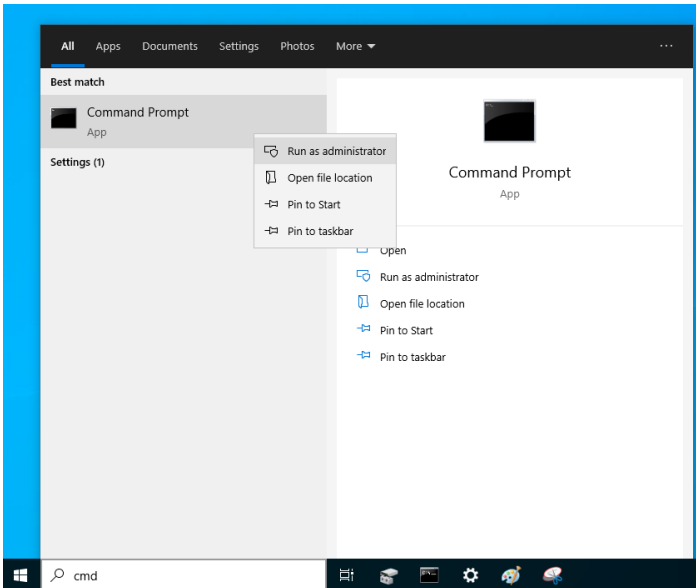 All Apps Documents Settings Photos More
Best match
Command Prompt
App
Settings (1)
Run as administrator
Open file location
Pin to Start
Pin to taskbar
Command Prompt
App
Open
Run as administrator
Open file location
Pin to Start
Pin to taskbar
cmd